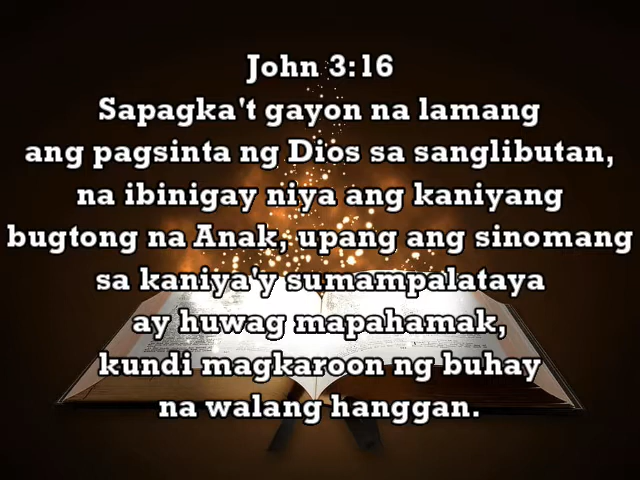 John 3:16
Sapagka't gayon na lamang
ang pagsinta ng Dios sa sanglibutan,
na ibinigay niya ang kaniyang
bugtong na Anak, upang ang sinomang
sa kaniya'y sumampalataya
ay huwag mapahamak,
kundi magkaroon ng buhay
na walang hanggan.